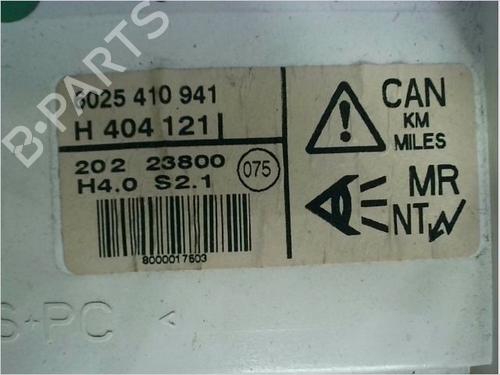 B-PARTS
6025 410 941
H 404 121
202 23800
075
H4.0 S2.1
8000017503
CAN
KM
MILES
MR
NT
S+PC <